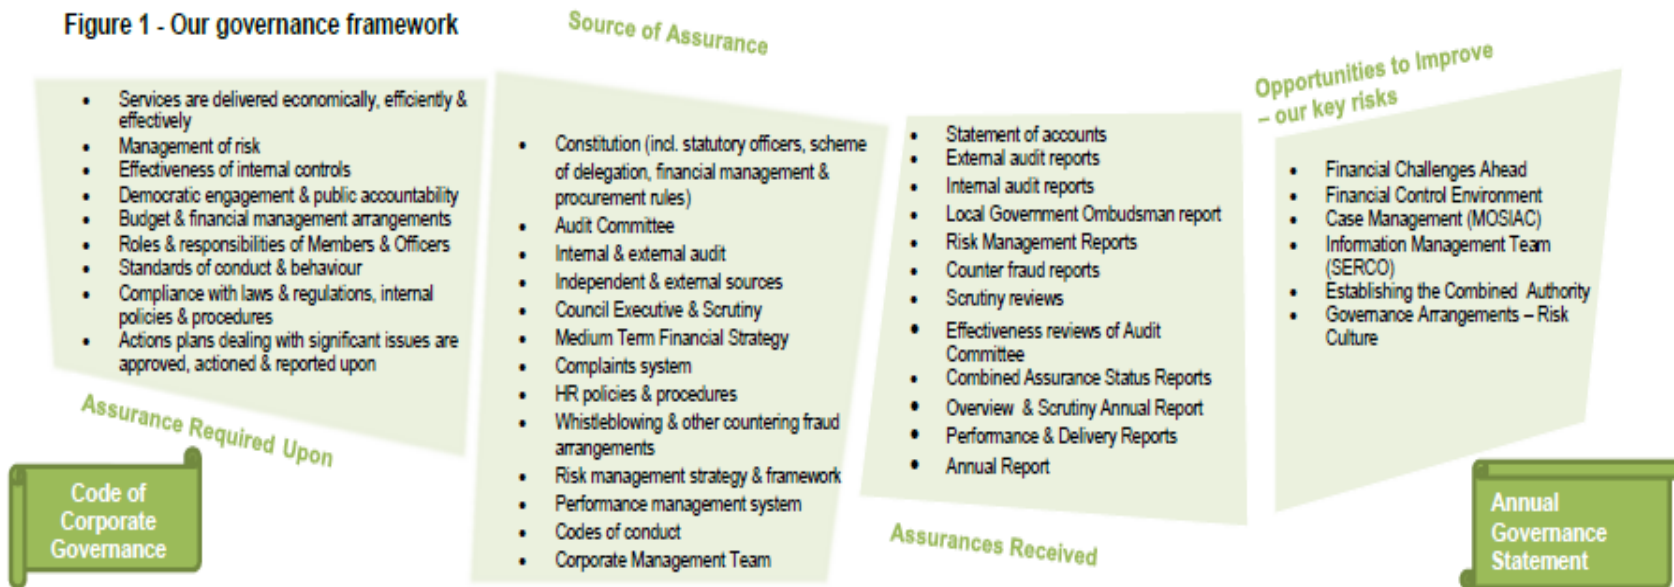 Figure 1 - Our governance framework
Assurance Required Upon
• Services are delivered economically, efficiently &
effectively
• Management of risk
• Effectiveness of internal controls
• Democratic engagement & public accountability
• Budget & financial management arrangements
• Roles & responsibilities of Members & Officers
• Standards of conduct & behaviour
• Compliance with laws & regulations, internal
policies & procedures
• Actions plans dealing with significant issues are
approved, actioned & reported upon
Code of
Corporate
Governance
Source of Assurance
• Constitution (incl. statutory officers, scheme
of delegation, financial management &
procurement rules)
• Audit Committee
• Internal & external audit
• Independent & external sources
• Council Executive & Scrutiny
• Medium Term Financial Strategy
• Complaints system
• HR policies & procedures
• Whistleblowing & other countering fraud
arrangements
• Risk management strategy & framework
• Performance management system
• Codes of conduct
• Corporate Management Team
• Statement of accounts
• External audit reports
• Internal audit reports
• Local Government Ombudsman report
• Risk Management Reports
• Counter fraud reports
• Scrutiny reviews
• Effectiveness reviews of Audit
Committee
• Combined Assurance Status Reports
• Overview & Scrutiny Annual Report
• Performance & Delivery Reports
• Annual Report
Assurances Received
Opportunities to Improve
– our key risks
• Financial Challenges Ahead
• Financial Control Environment
• Case Management (MOSIAC)
• Information Management Team
(SERCO)
• Establishing the Combined Authority
• Governance Arrangements – Risk
Culture
Annual
Governance
Statement